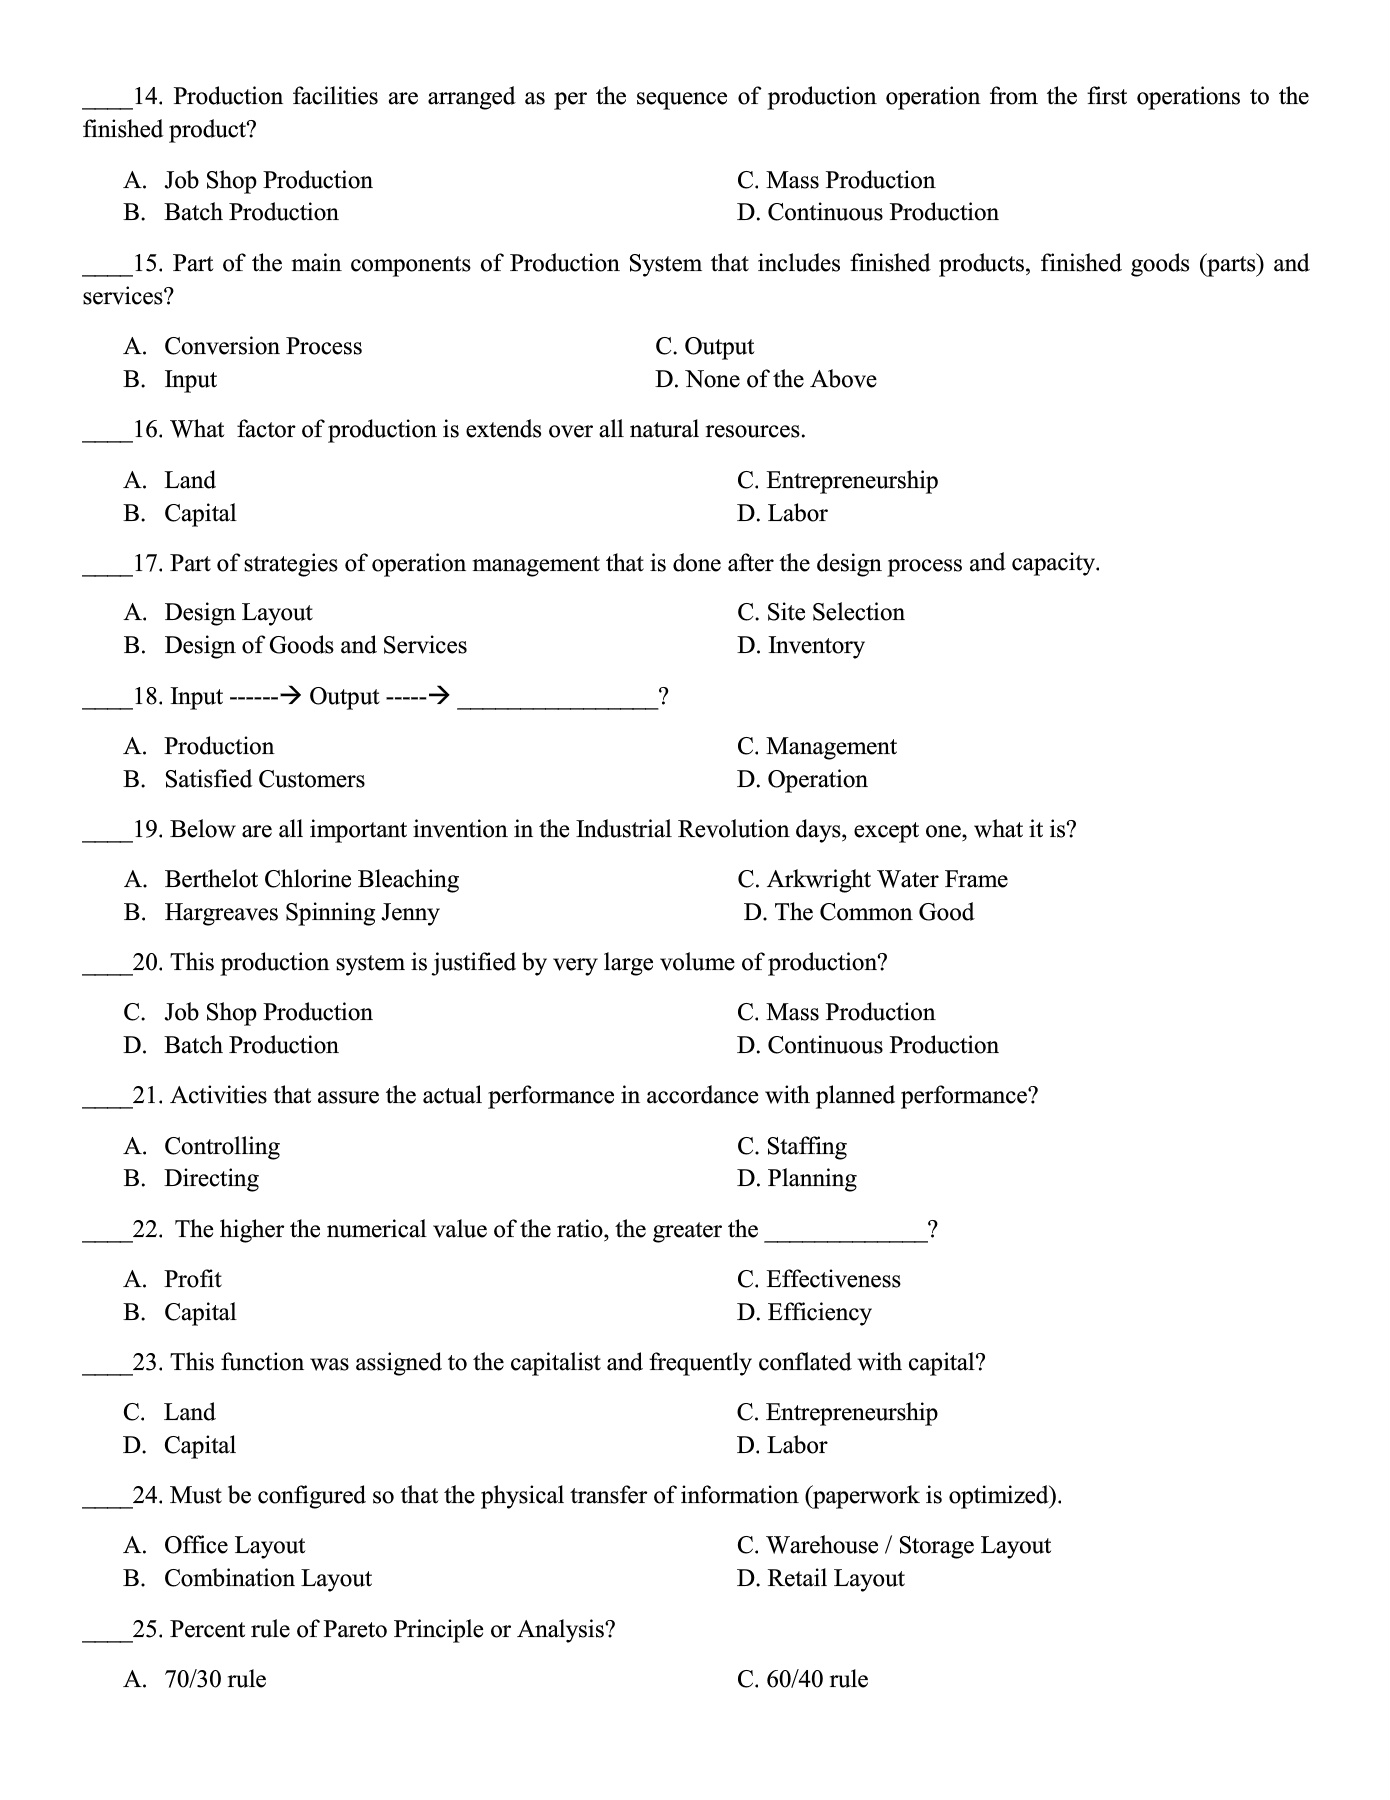 ____14. Production facilities are arranged as per the sequence of production operation from the first operations to the
finished product?
A. Job Shop Production C. Mass Production
B. Batch Production D. Continuous Production
____15. Part of the main components of Production System that includes finished products, finished goods (parts) and
services?
A. Conversion Process C. Output
B. Input D. None of the Above
____16. What  factor of production is extends over all natural resources.
A. Land C. Entrepreneurship
B. Capital D. Labor
____17. Part of strategies of operation management that is done after the design process and capacity.
A. Design Layout C. Site Selection
B. Design of Goods and Services D. Inventory
____18. Input ------→ Output -----→ ________________?
A. Production C. Management
B. Satisfied Customers D. Operation
____19. Below are all important invention in the Industrial Revolution days, except one, what it is?
A. Berthelot Chlorine Bleaching C. Arkwright Water Frame
B. Hargreaves Spinning Jenny D. The Common Good
____20. This production system is justified by very large volume of production?
C. Job Shop Production C. Mass Production
D. Batch Production D. Continuous Production
____21. Activities that assure the actual performance in accordance with planned performance?
A. Controlling C. Staffing
B. Directing D. Planning
____22.  The higher the numerical value of the ratio, the greater the _____________?
A. Profit C. Effectiveness
B. Capital D. Efficiency
____23. This function was assigned to the capitalist and frequently conflated with capital?
C. Land C. Entrepreneurship
D. Capital D. Labor
____24. Must be configured so that the physical transfer of information (paperwork is optimized).
A. Office Layout C. Warehouse / Storage Layout
B. Combination Layout D. Retail Layout
____25. Percent rule of Pareto Principle or Analysis?
A. 70/30 rule C. 60/40 rule